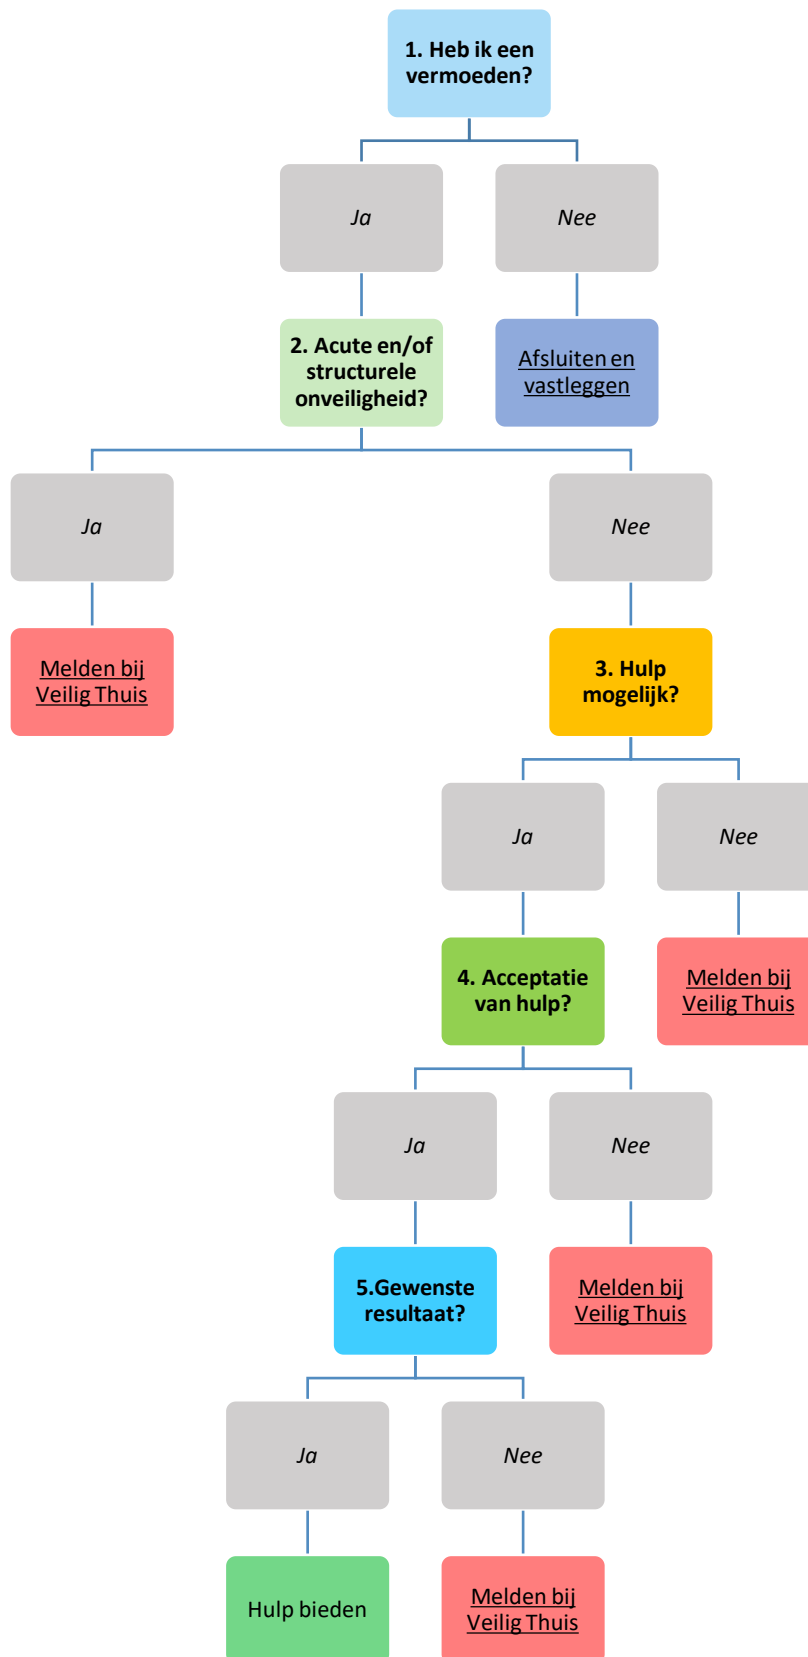 1. Heb ik een
vermoeden?
Ja
Nee
2. Acute en/of
structurele
onveiligheid?
Afsluiten en
vastleggen
Ja
Nee
Melden bij
Veilig Thuis
3. Hulp
mogelijk?
Ja
Nee
4. Acceptatie
van hulp?
Melden bij
Veilig Thuis
Ja
Nee
5.Gewenste
resultaat?
Melden bij
Veilig Thuis
Ja
Nee
Hulp bieden
Melden bij
Veilig Thuis